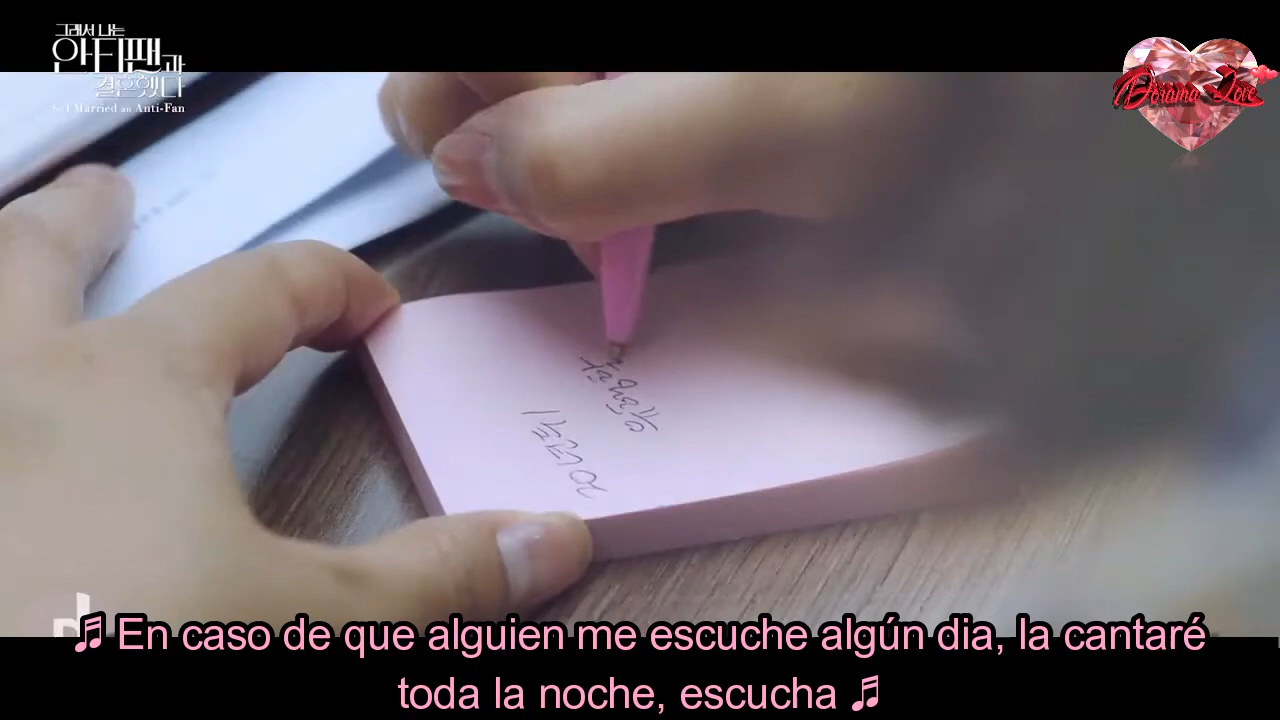 그래서 나는
안티팬과
결혼했다
So I Married an Anti-Fan
Dorama Love
♬ En caso de que alguien me escuche algún dia, la cantaré
toda la noche, escucha ♬